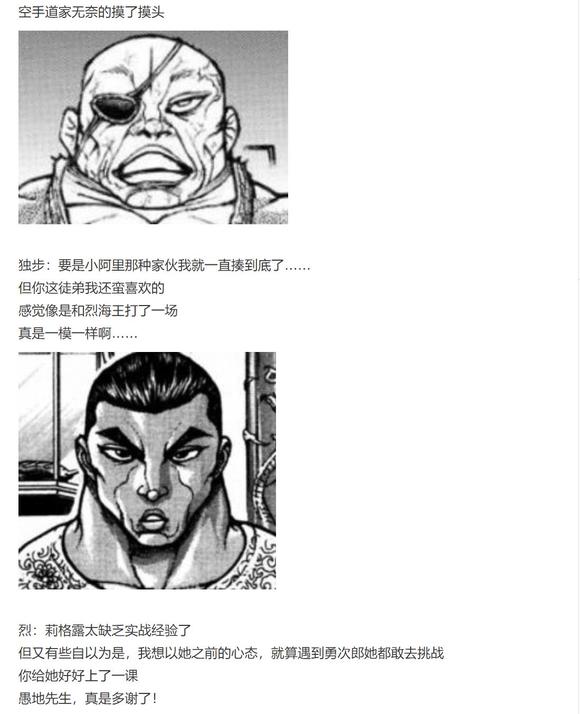 空手道家无奈的摸了摸头
独步：要是小阿里那种家伙我就一直揍到底了……
但你这徒弟我还蛮喜欢的
感觉像是和烈海王打了一场
真是一模一样啊……
烈：莉格露太缺乏实战经验了
但又有些自以为是，我想以她之前的心态，就算遇到勇次郎她都敢去挑战
你给她好好上了一课
愚地先生，真是多谢了！